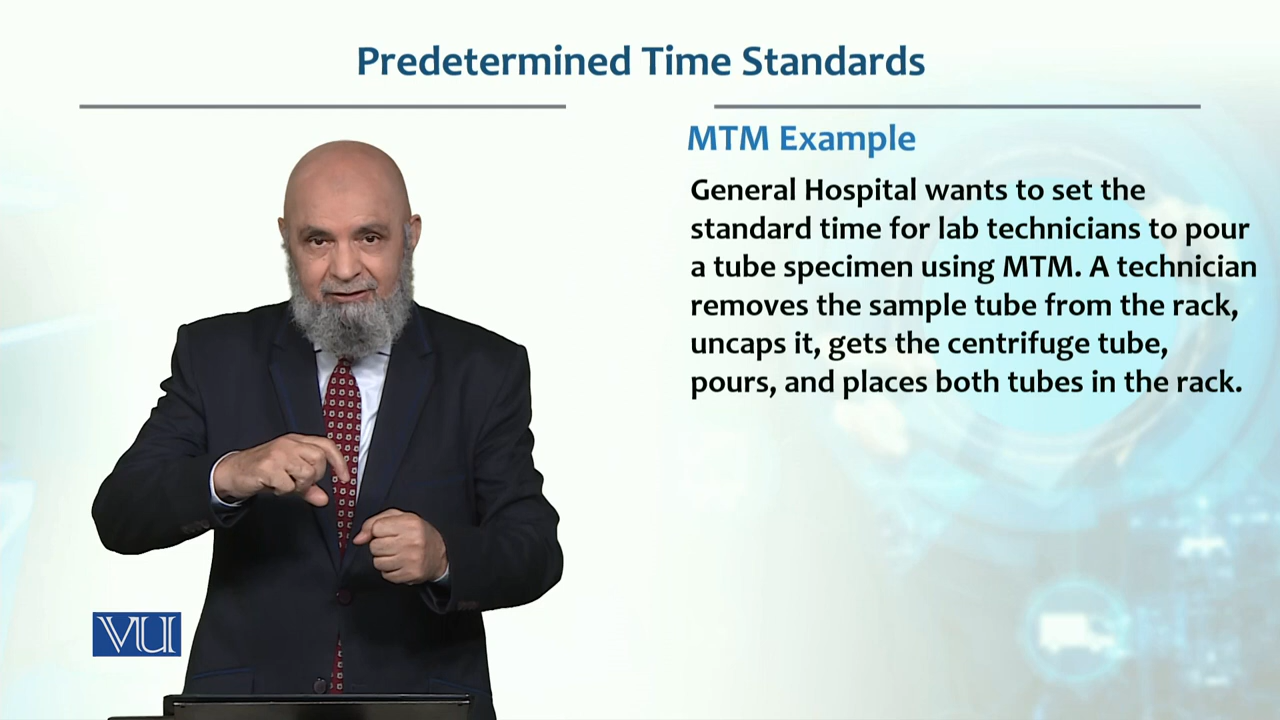 Predetermined Time Standards
MTM Example
General Hospital wants to set the
standard time for lab technicians to pour
a tube specimen using MTM. A technician
removes the sample tube from the rack,
uncaps it, gets the centrifuge tube,
pours, and places both tubes in the rack.
VU